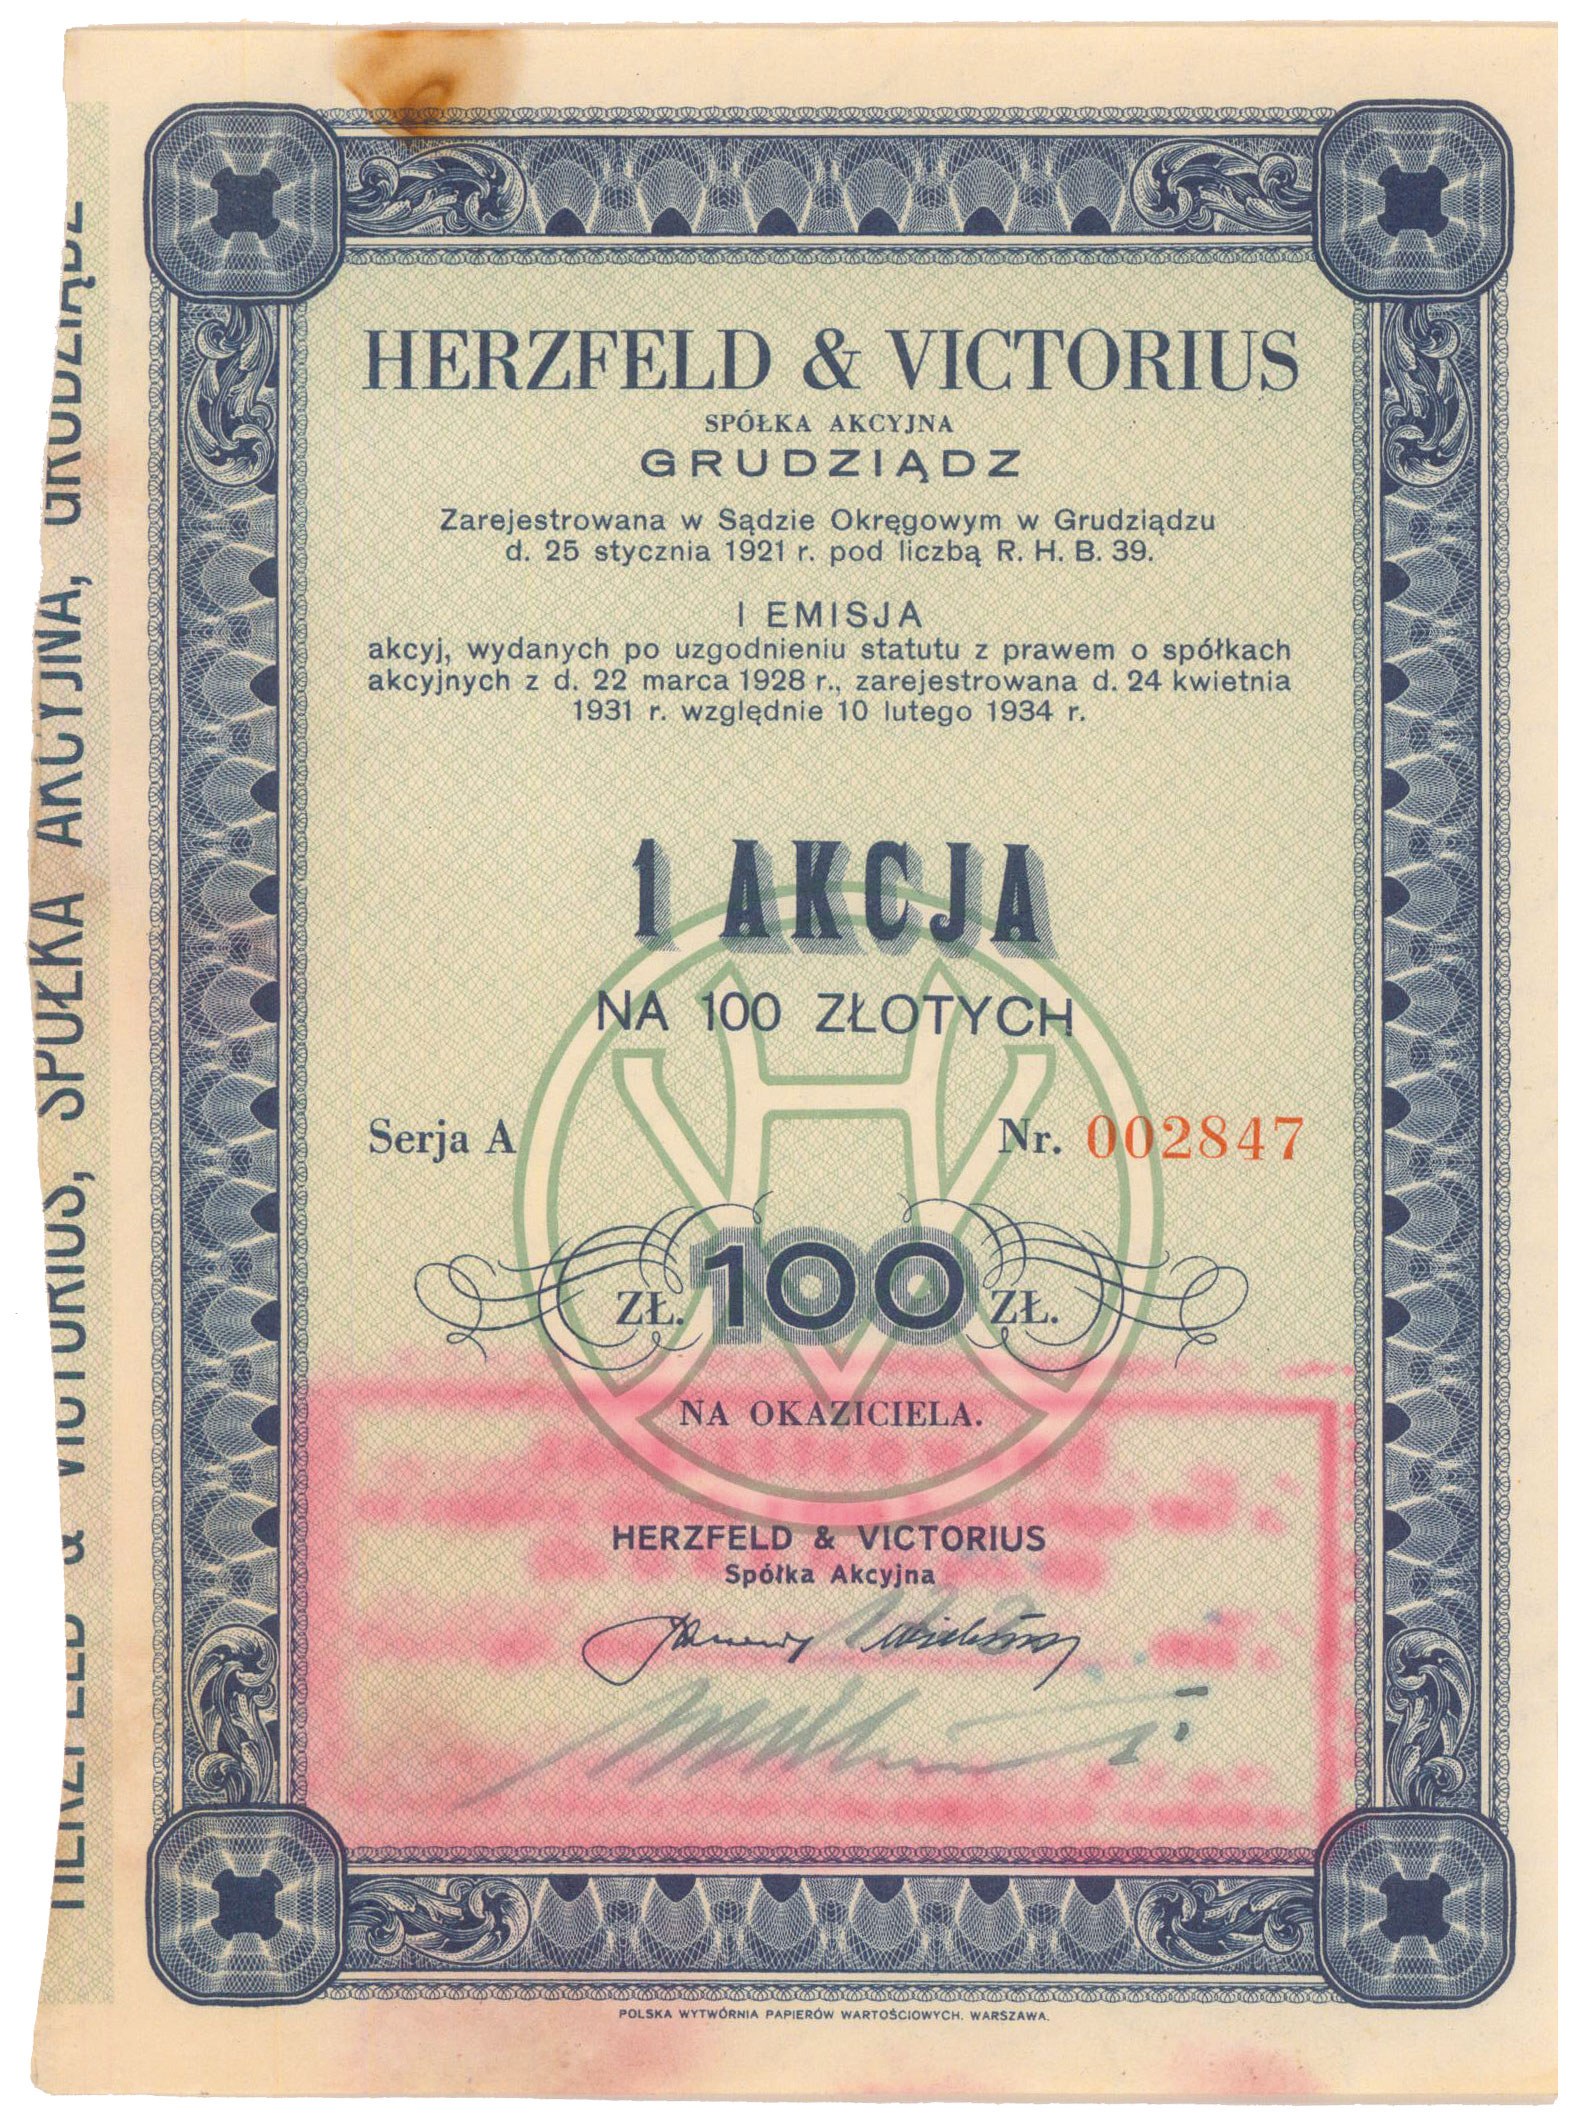 HERZFELD & VICTORIUS
SPÓŁKA AKCYJNA
GRUDZIĄDZ
Zarejestrowana w Sądzie Okręgowym w Grudziądzu
d. 25 stycznia 1921 r. pod liczbą R. H. B. 39.
I EMISJA
akcyj, wydanych po uzgodnieniu statutu z prawem o spółkach
akcyjnych z d. 22 marca 1928 r., zarejestrowana d. 24 kwietnia
1931 r. względnie 10 lutego 1934 r.
1 AKCJA
NA 100 ZŁOTYCH
Serja A Nr. 002847
ZŁ. 100 ZŁ.
NA OKAZICIELA.
HERZFELD & VICTORIUS
Spółka Akcyjna
POLSKA WYTWÓRNIA PAPIERÓW WARTOŚCIOWYCH. WARSZAWA.
HERZFELD & VICTORIUS, SPÓŁKA AKCYJNA, GRUDZIĄDZ